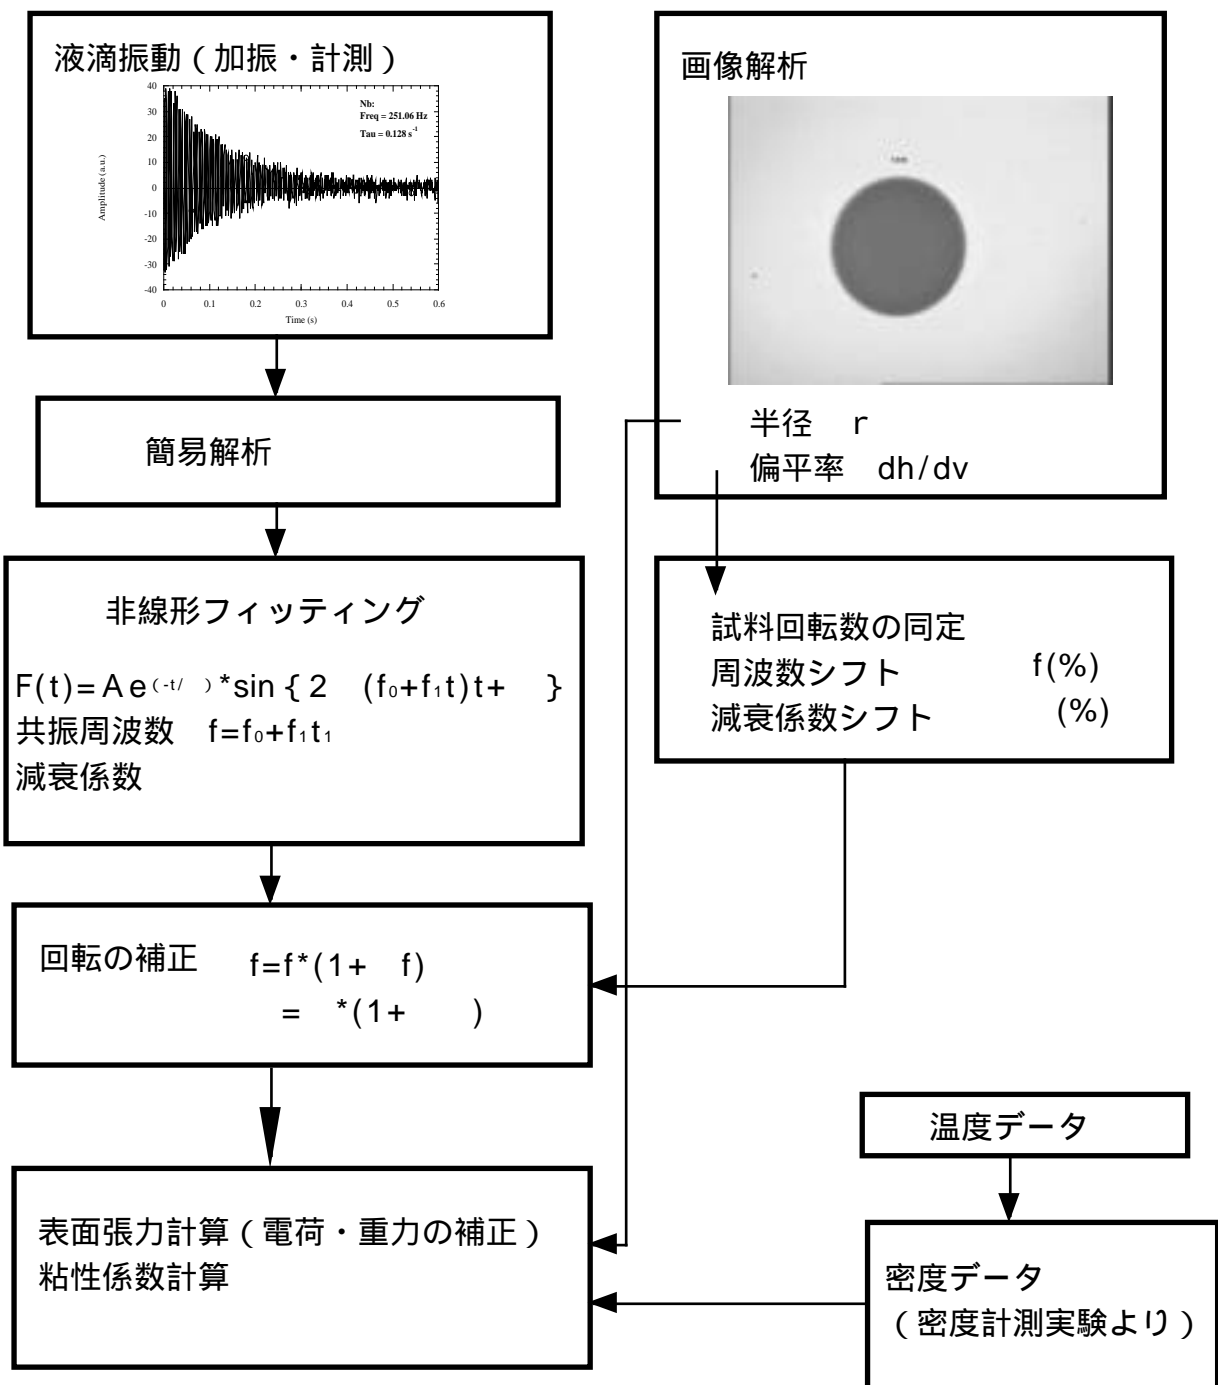 液滴振動（加振・計測）
40
30
20
10
0
-10
-20
-30
-40
Amplitude (a.u.)
Nb:
Freq = 251.06 Hz
Tau = 0.128 s⁻¹
0 0.1 0.2 0.3 0.4 0.5 0.6
Time (s)
簡易解析
非線形フィッティング
F(t)=Ae⁽⁻ᵗ/ ⁾*sin{2 (f₀+f₁t)t+ }
共振周波数 f=f₀+f₁t₁
減衰係数
回転の補正 f=f*(1+ f)
= *(1+ )
表面張力計算（電荷・重力の補正）
粘性係数計算
画像解析
半径 r
偏平率 dh/dv
試料回転数の同定
周波数シフト f(%)
減衰係数シフト (%)
温度データ
密度データ
（密度計測実験より）